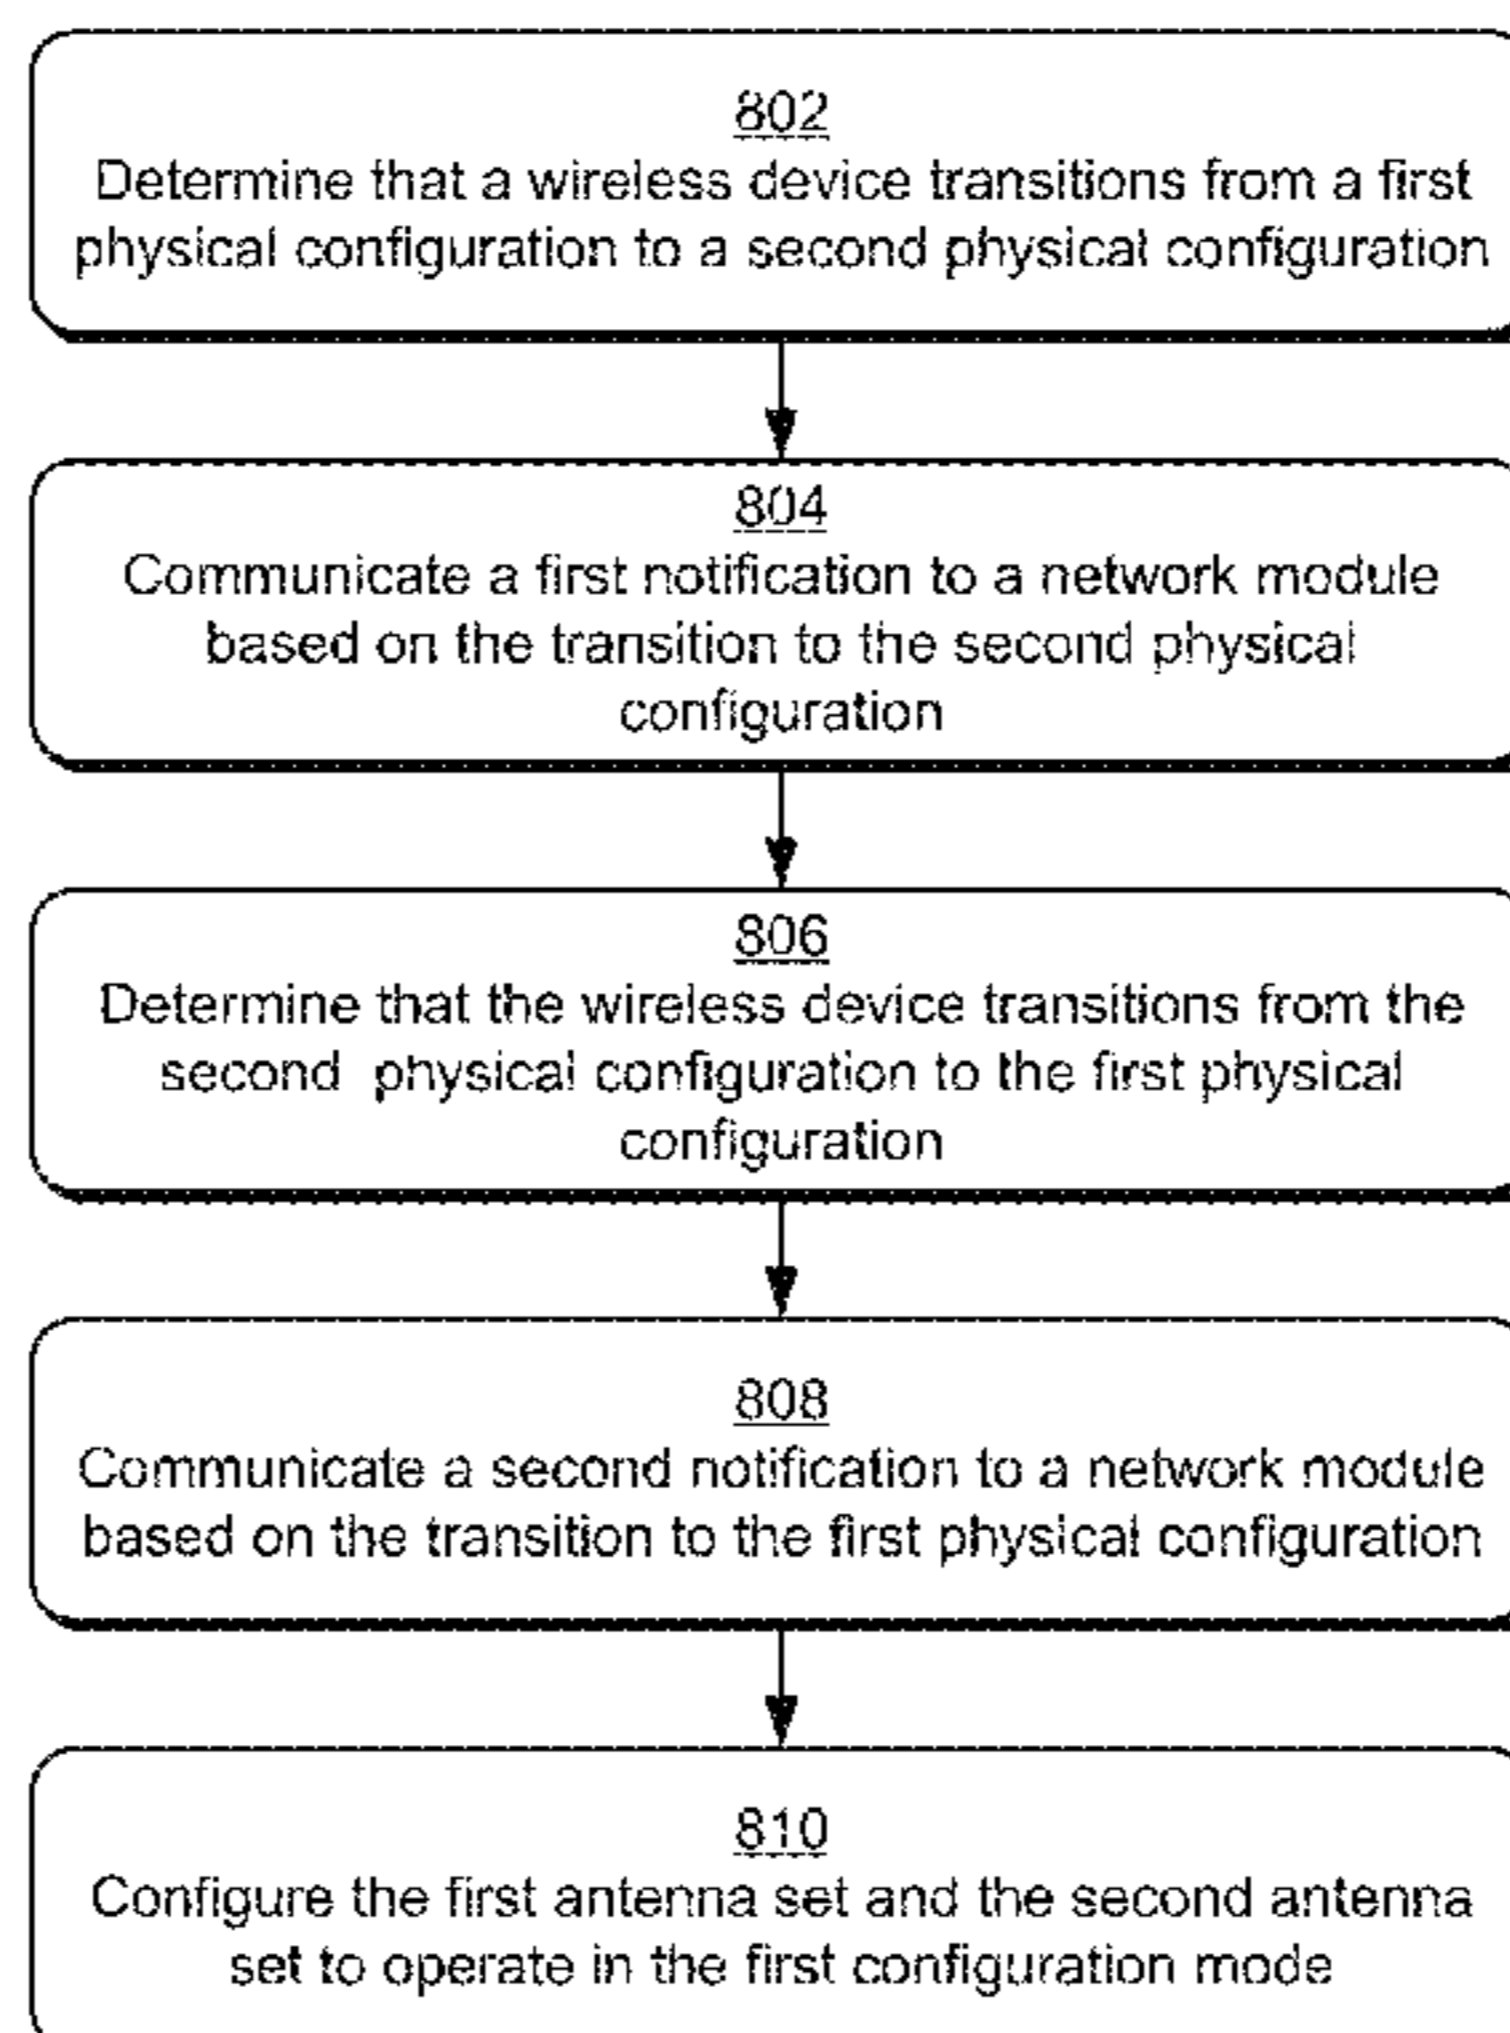 802
Determine that a wireless device transitions from a first
physical configuration to a second physical configuration
804
Communicate a first notification to a network module
based on the transition to the second physical
configuration
806
Determine that the wireless device transitions from the
second physical configuration to the first physical
configuration
808
Communicate a second notification to a network module
based on the transition to the first physical configuration
810
Configure the first antenna set and the second antenna
set to operate in the first configuration mode